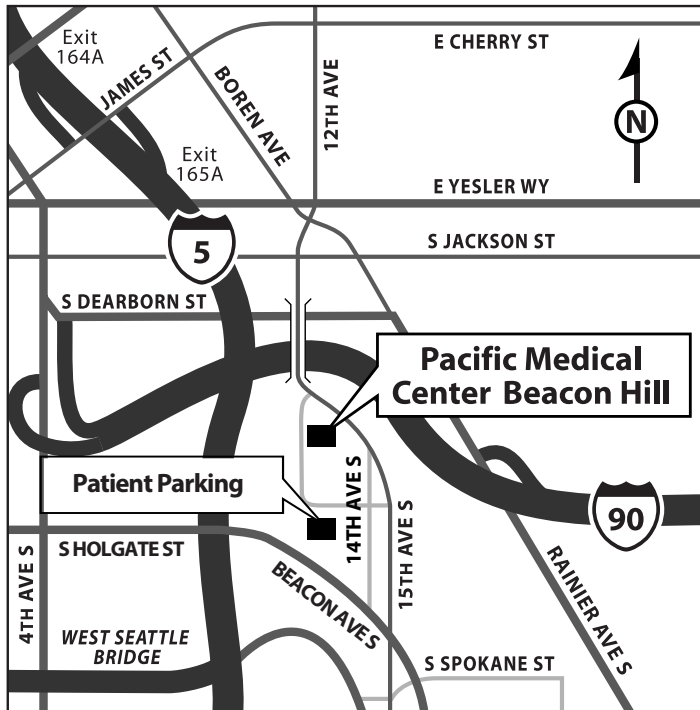 Exit
164A
E CHERRY ST
JAMES ST
BOREN AVE
12TH AVE
N
Exit
165A
E YESLER WY
5
S JACKSON ST
S DEARBORN ST
Pacific Medical
Center Beacon Hill
Patient Parking
14TH AVE S
15TH AVE S
90
S HOLGATE ST
4TH AVE S
BEACON AVE S
RAINIER AVE S
WEST SEATTLE
BRIDGE
S SPOKANE ST